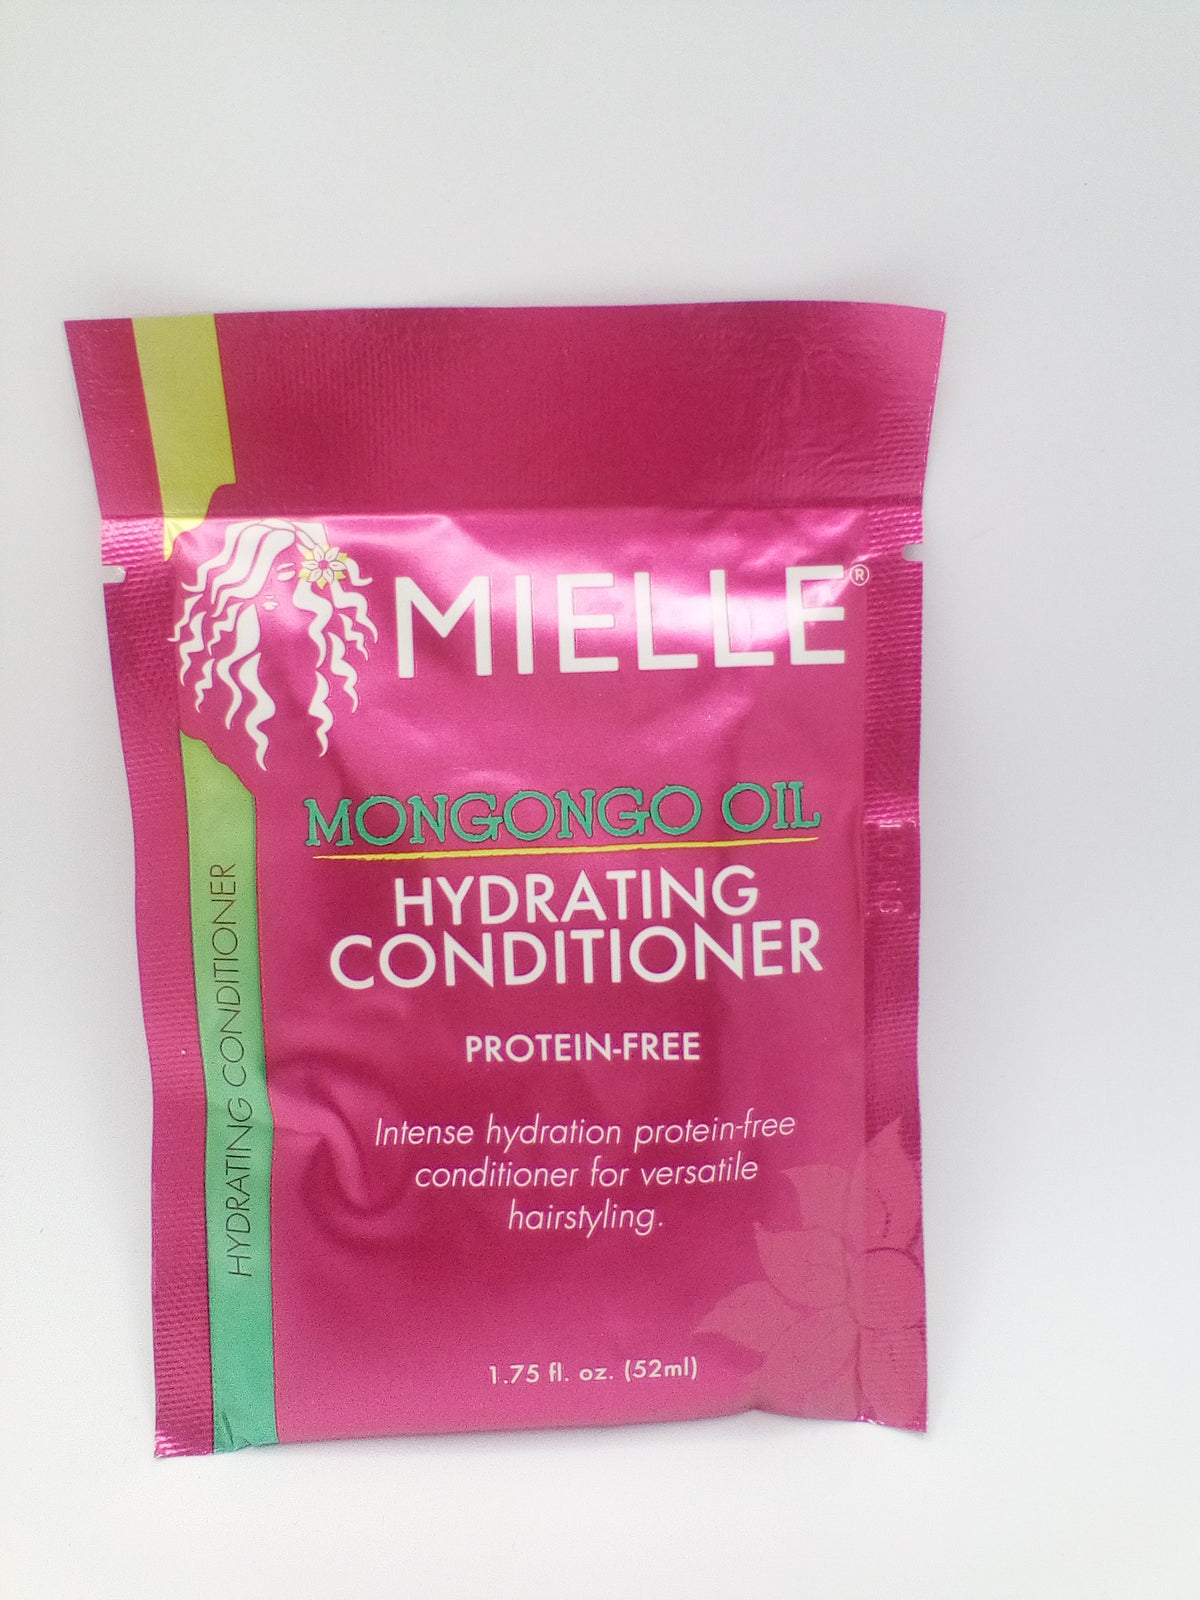 MIELLE®
MONGONGO OIL
HYDRATING
CONDITIONER
PROTEIN-FREE
Intense hydration protein-free
conditioner for versatile
hairstyling.
1.75 fl. oz. (52ml)
HYDRATING CONDITIONER